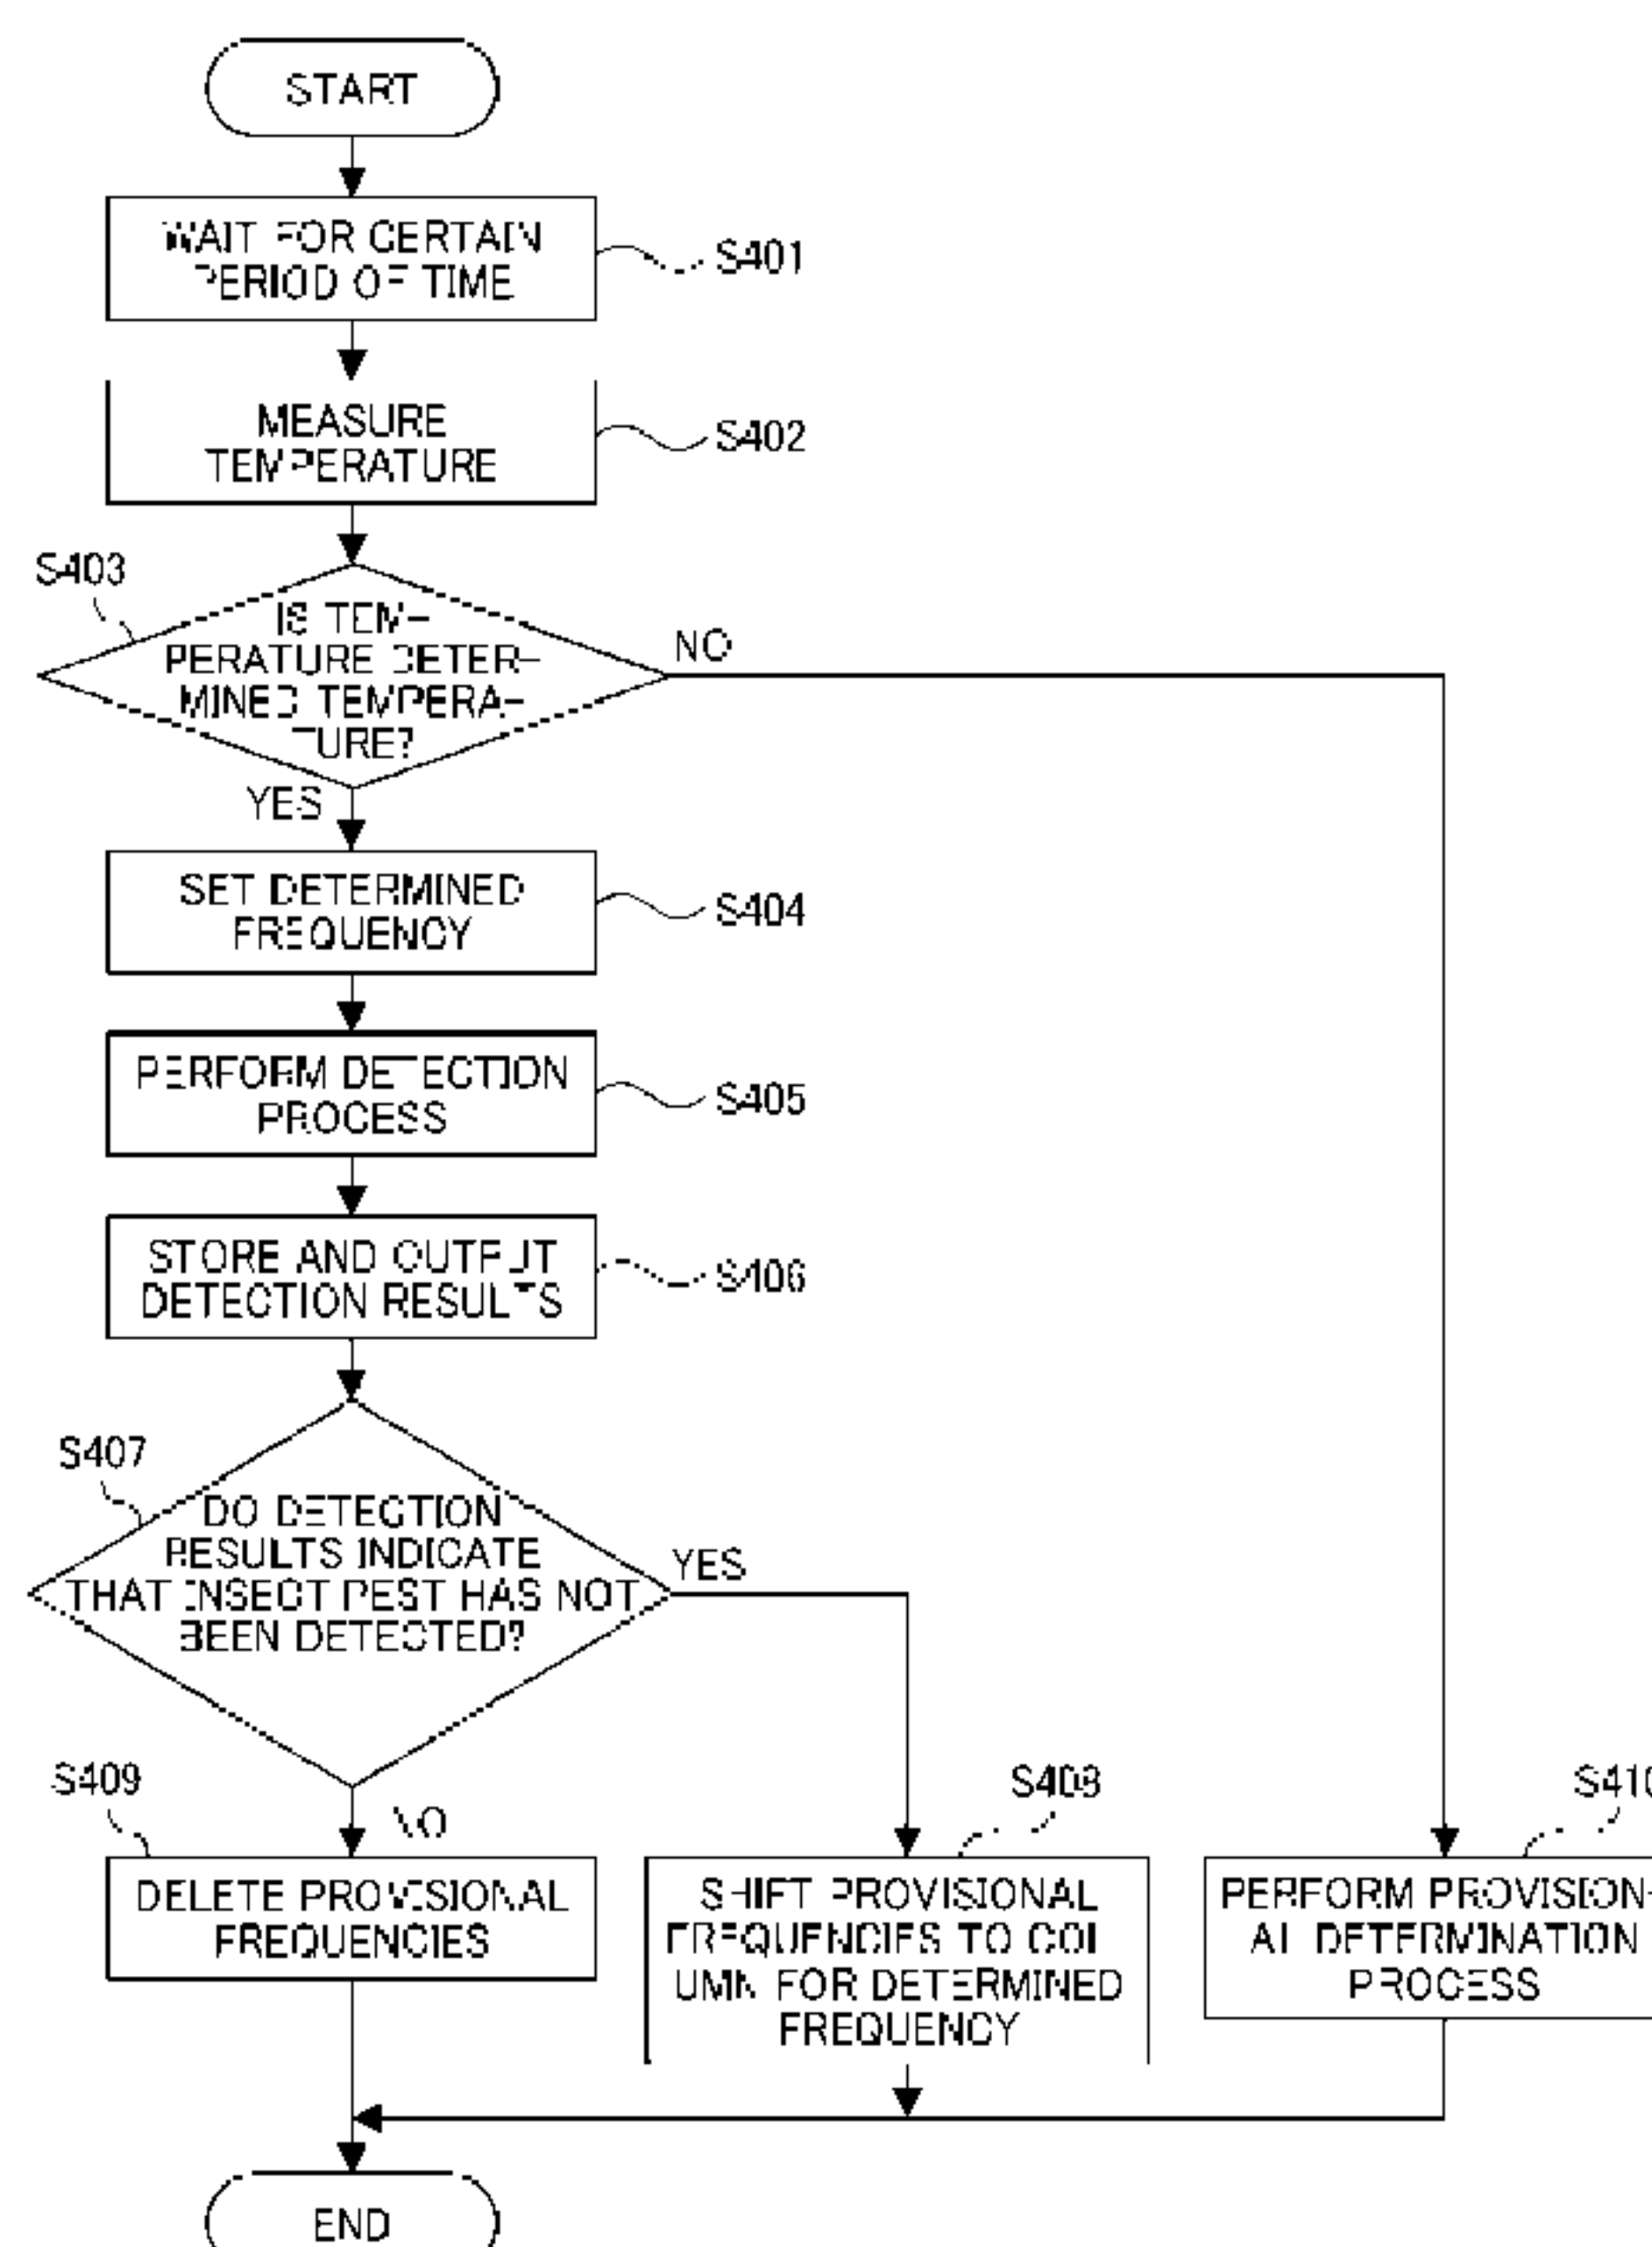 START
WAIT FOR CERTAIN
PERIOD OF TIME
S401
MEASURE
TEMPERATURE
S402
S403
IS TEM-
PERATURE DETER-
MINED TEMPERA-
TURE?
NO
YES
SET DETERMINED
FREQUENCY
S404
PERFORM DETECTION
PROCESS
S405
STORE AND OUTPUT
DETECTION RESULTS
S406
S407
DO DETECTION
RESULTS INDICATE
THAT INSECT PEST HAS NOT
BEEN DETECTED?
YES
NO
S409
DELETE PROVISIONAL
FREQUENCIES
S408
SHIFT PROVISIONAL
FREQUENCIES TO COL
UMN FOR DETERMINED
FREQUENCY
S410
PERFORM PROVISION-
AL DETERMINATION
PROCESS
END